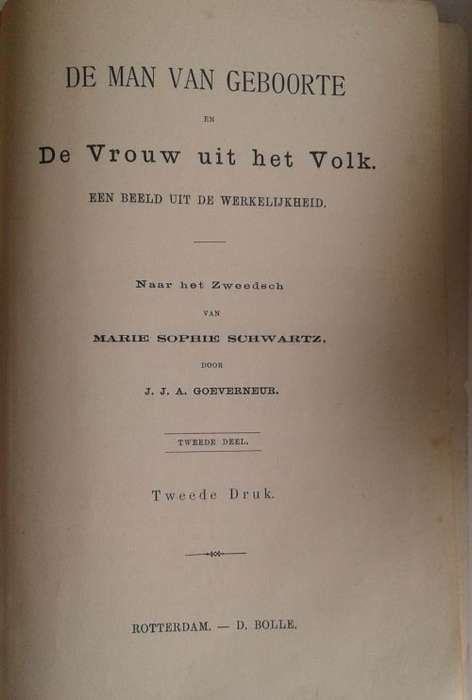 DE MAN VAN GEBOORTE
EN
De Vrouw uit het Volk.
EEN BEELD UIT DE WERKELIJKHEID.
Naar het Zweedsch
VAN
MARIE SOPHIE SCHWARTZ,
DOOR
J. J. A. GOEVERNEUR.
TWEEDE DEEL.
Tweede Druk.
ROTTERDAM. — D. BOLLE.